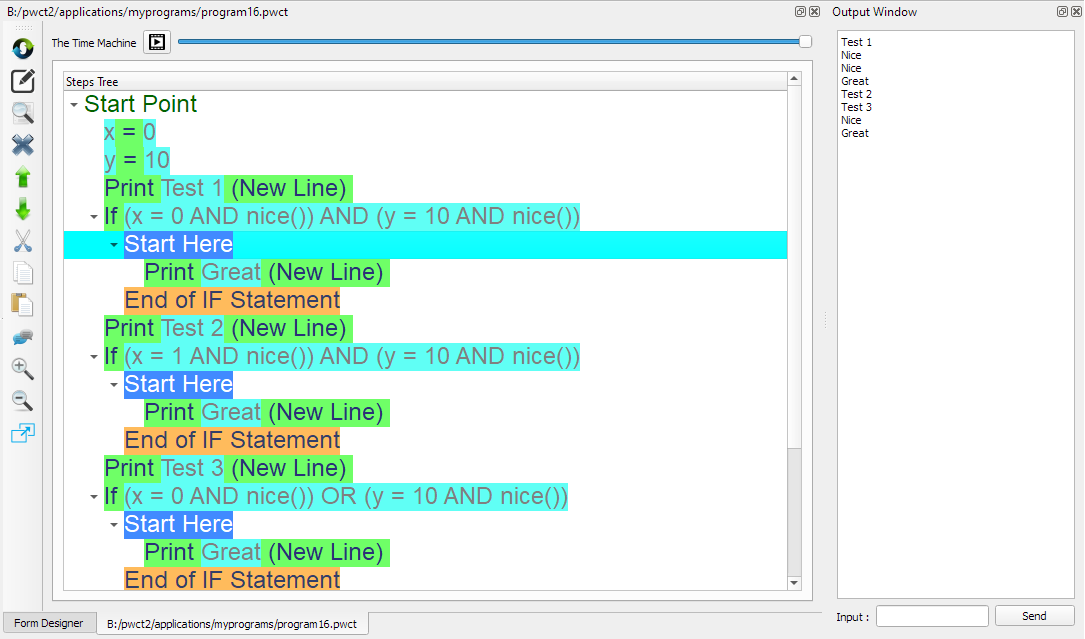 B:/pwct2/applications/myprograms/program16.pwct
The Time Machine
Steps Tree
Start Point
x = 0
y = 10
Print Test 1 (New Line)
If (x = 0 AND nice()) AND (y = 10 AND nice())
Start Here
Print Great (New Line)
End of IF Statement
Print Test 2 (New Line)
If (x = 1 AND nice()) AND (y = 10 AND nice())
Start Here
Print Great (New Line)
End of IF Statement
Print Test 3 (New Line)
If (x = 0 AND nice()) OR (y = 10 AND nice())
Start Here
Print Great (New Line)
End of IF Statement
Form Designer
B:/pwct2/applications/myprograms/program16.pwct
Output Window
Test 1
Nice
Nice
Great
Test 2
Test 3
Nice
Great
Input :
Send